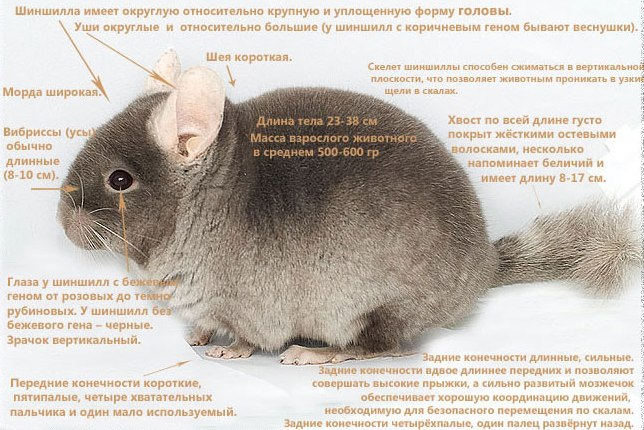 Шиншилла имеет округлую относительно крупную и уплощенную форму головы.
Уши округлые и относительно большие (у шиншилл с коричневым геном бывают веснушки).
Шея короткая.
Скелет шиншиллы способен сжиматься в вертикальной
плоскости, что позволяет животным проникать в узкие
щели в скалах.
Морда широкая.
Длина тела 23-38 см
Масса взрослого животного
в среднем 500-600 гр
Хвост по всей длине густо
покрыт жёсткими остевыми
волосками, несколько
напоминает беличий и
имеет длину 8-17 см.
Вибриссы (усы)
обычно
длинные
(8-10 см).
Глаза у шиншилл с бежевым
геном от розовых до темно-
рубиновых. У шиншилл без
бежевого гена – черные.
Зрачок вертикальный.
Передние конечности короткие,
пятипалые, четыре хватательных
пальчика и один мало используемый.
Задние конечности длинные, сильные.
Задние конечности вдвое длиннее передних и позволяют
совершать высокие прыжки, а сильно развитый мозжечок
обеспечивает хорошую координацию движений,
необходимую для безопасного перемещения по скалам.
Задние конечности четырёхпалые, один палец развёрнут назад.